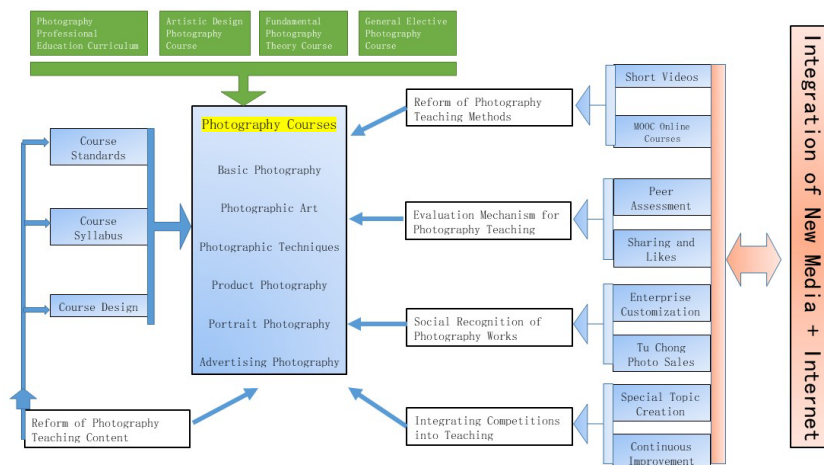 Photography
Professional
Education Curriculum
Artistic Design
Photography
Course
Fundamental
Photography
Theory Course
General Elective
Photography
Course
Photography Courses
Basic Photography
Photographic Art
Photographic Techniques
Product Photography
Portrait Photography
Advertising Photography
Course
Standards
Course
Syllabus
Course Design
Reform of Photography
Teaching Content
Reform of Photography
Teaching Methods
Evaluation Mechanism for
Photography Teaching
Social Recognition of
Photography Works
Integrating Competitions
into Teaching
Short Videos
MOOC Online
Courses
Peer
Assessment
Sharing and
Likes
Enterprise
Customization
Tu Chong
Photo Sales
Special Topic
Creation
Continuous
Improvement
Integration of New Media + Internet